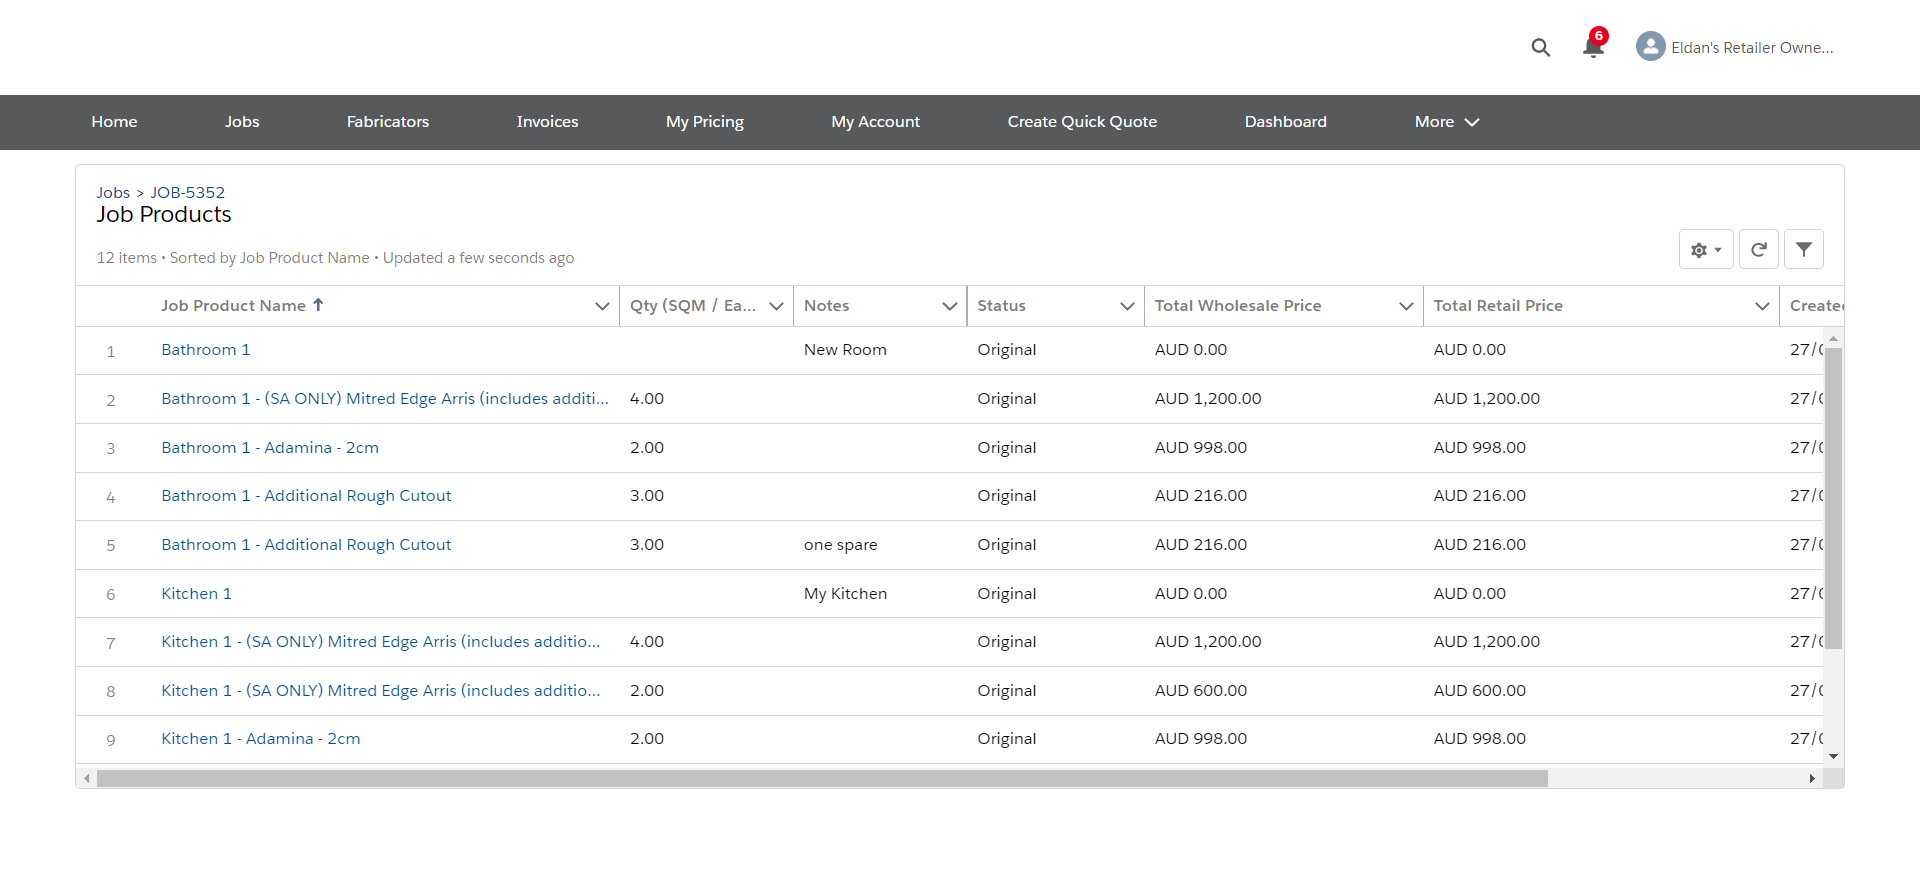 6
Eldan's Retailer Owne...
Home Jobs Fabricators Invoices My Pricing My Account Create Quick Quote Dashboard More
Jobs > JOB-5352
Job Products
12 items • Sorted by Job Product Name • Updated a few seconds ago
Job Product Name Qty (SQM / Ea... Notes Status Total Wholesale Price Total Retail Price
1 Bathroom 1 New Room Original AUD 0.00 AUD 0.00
2 Bathroom 1 - (SA ONLY) Mitred Edge Arris (includes additi... 4.00 Original AUD 1,200.00 AUD 1,200.00
3 Bathroom 1 - Adamina - 2cm 2.00 Original AUD 998.00 AUD 998.00
4 Bathroom 1 - Additional Rough Cutout 3.00 Original AUD 216.00 AUD 216.00
5 Bathroom 1 - Additional Rough Cutout 3.00 one spare Original AUD 216.00 AUD 216.00
6 Kitchen 1 My Kitchen Original AUD 0.00 AUD 0.00
7 Kitchen 1 - (SA ONLY) Mitred Edge Arris (includes additio... 4.00 Original AUD 1,200.00 AUD 1,200.00
8 Kitchen 1 - (SA ONLY) Mitred Edge Arris (includes additio... 2.00 Original AUD 600.00 AUD 600.00
9 Kitchen 1 - Adamina - 2cm 2.00 Original AUD 998.00 AUD 998.00